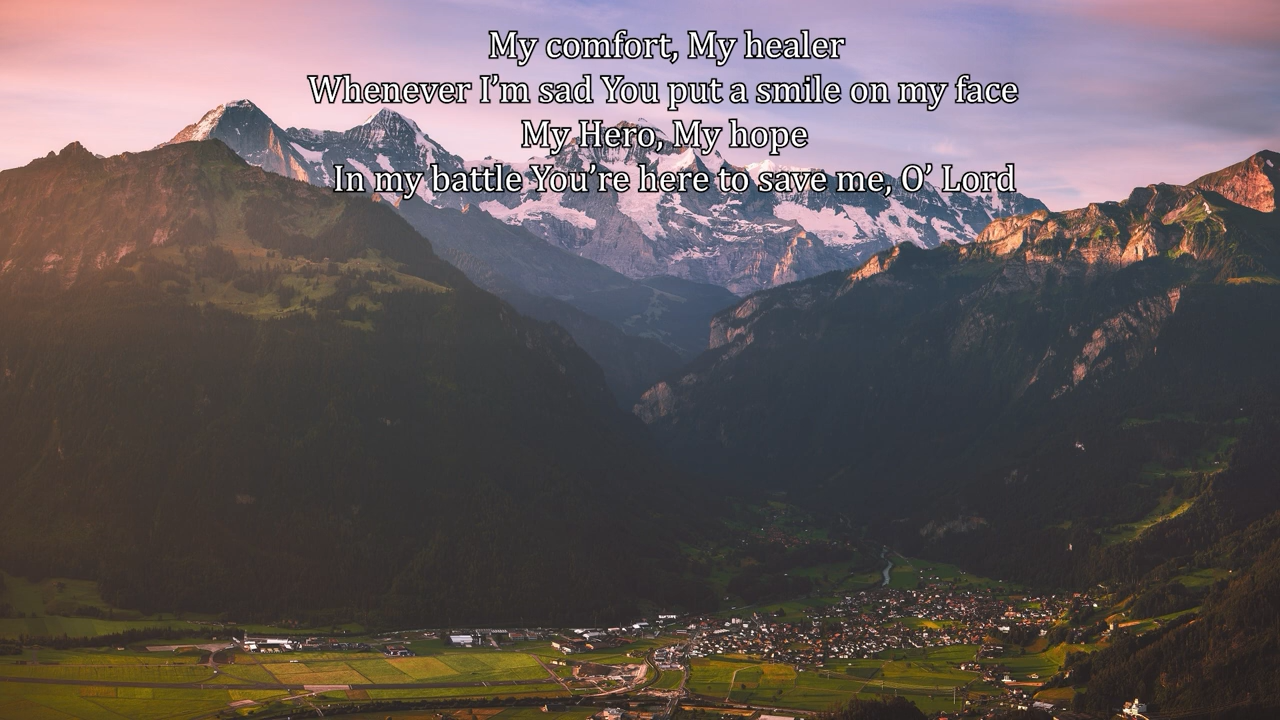 My comfort, My healer
Whenever I’m sad You put a smile on my face
My Hero, My hope
In my battle You’re here to save me, O’ Lord